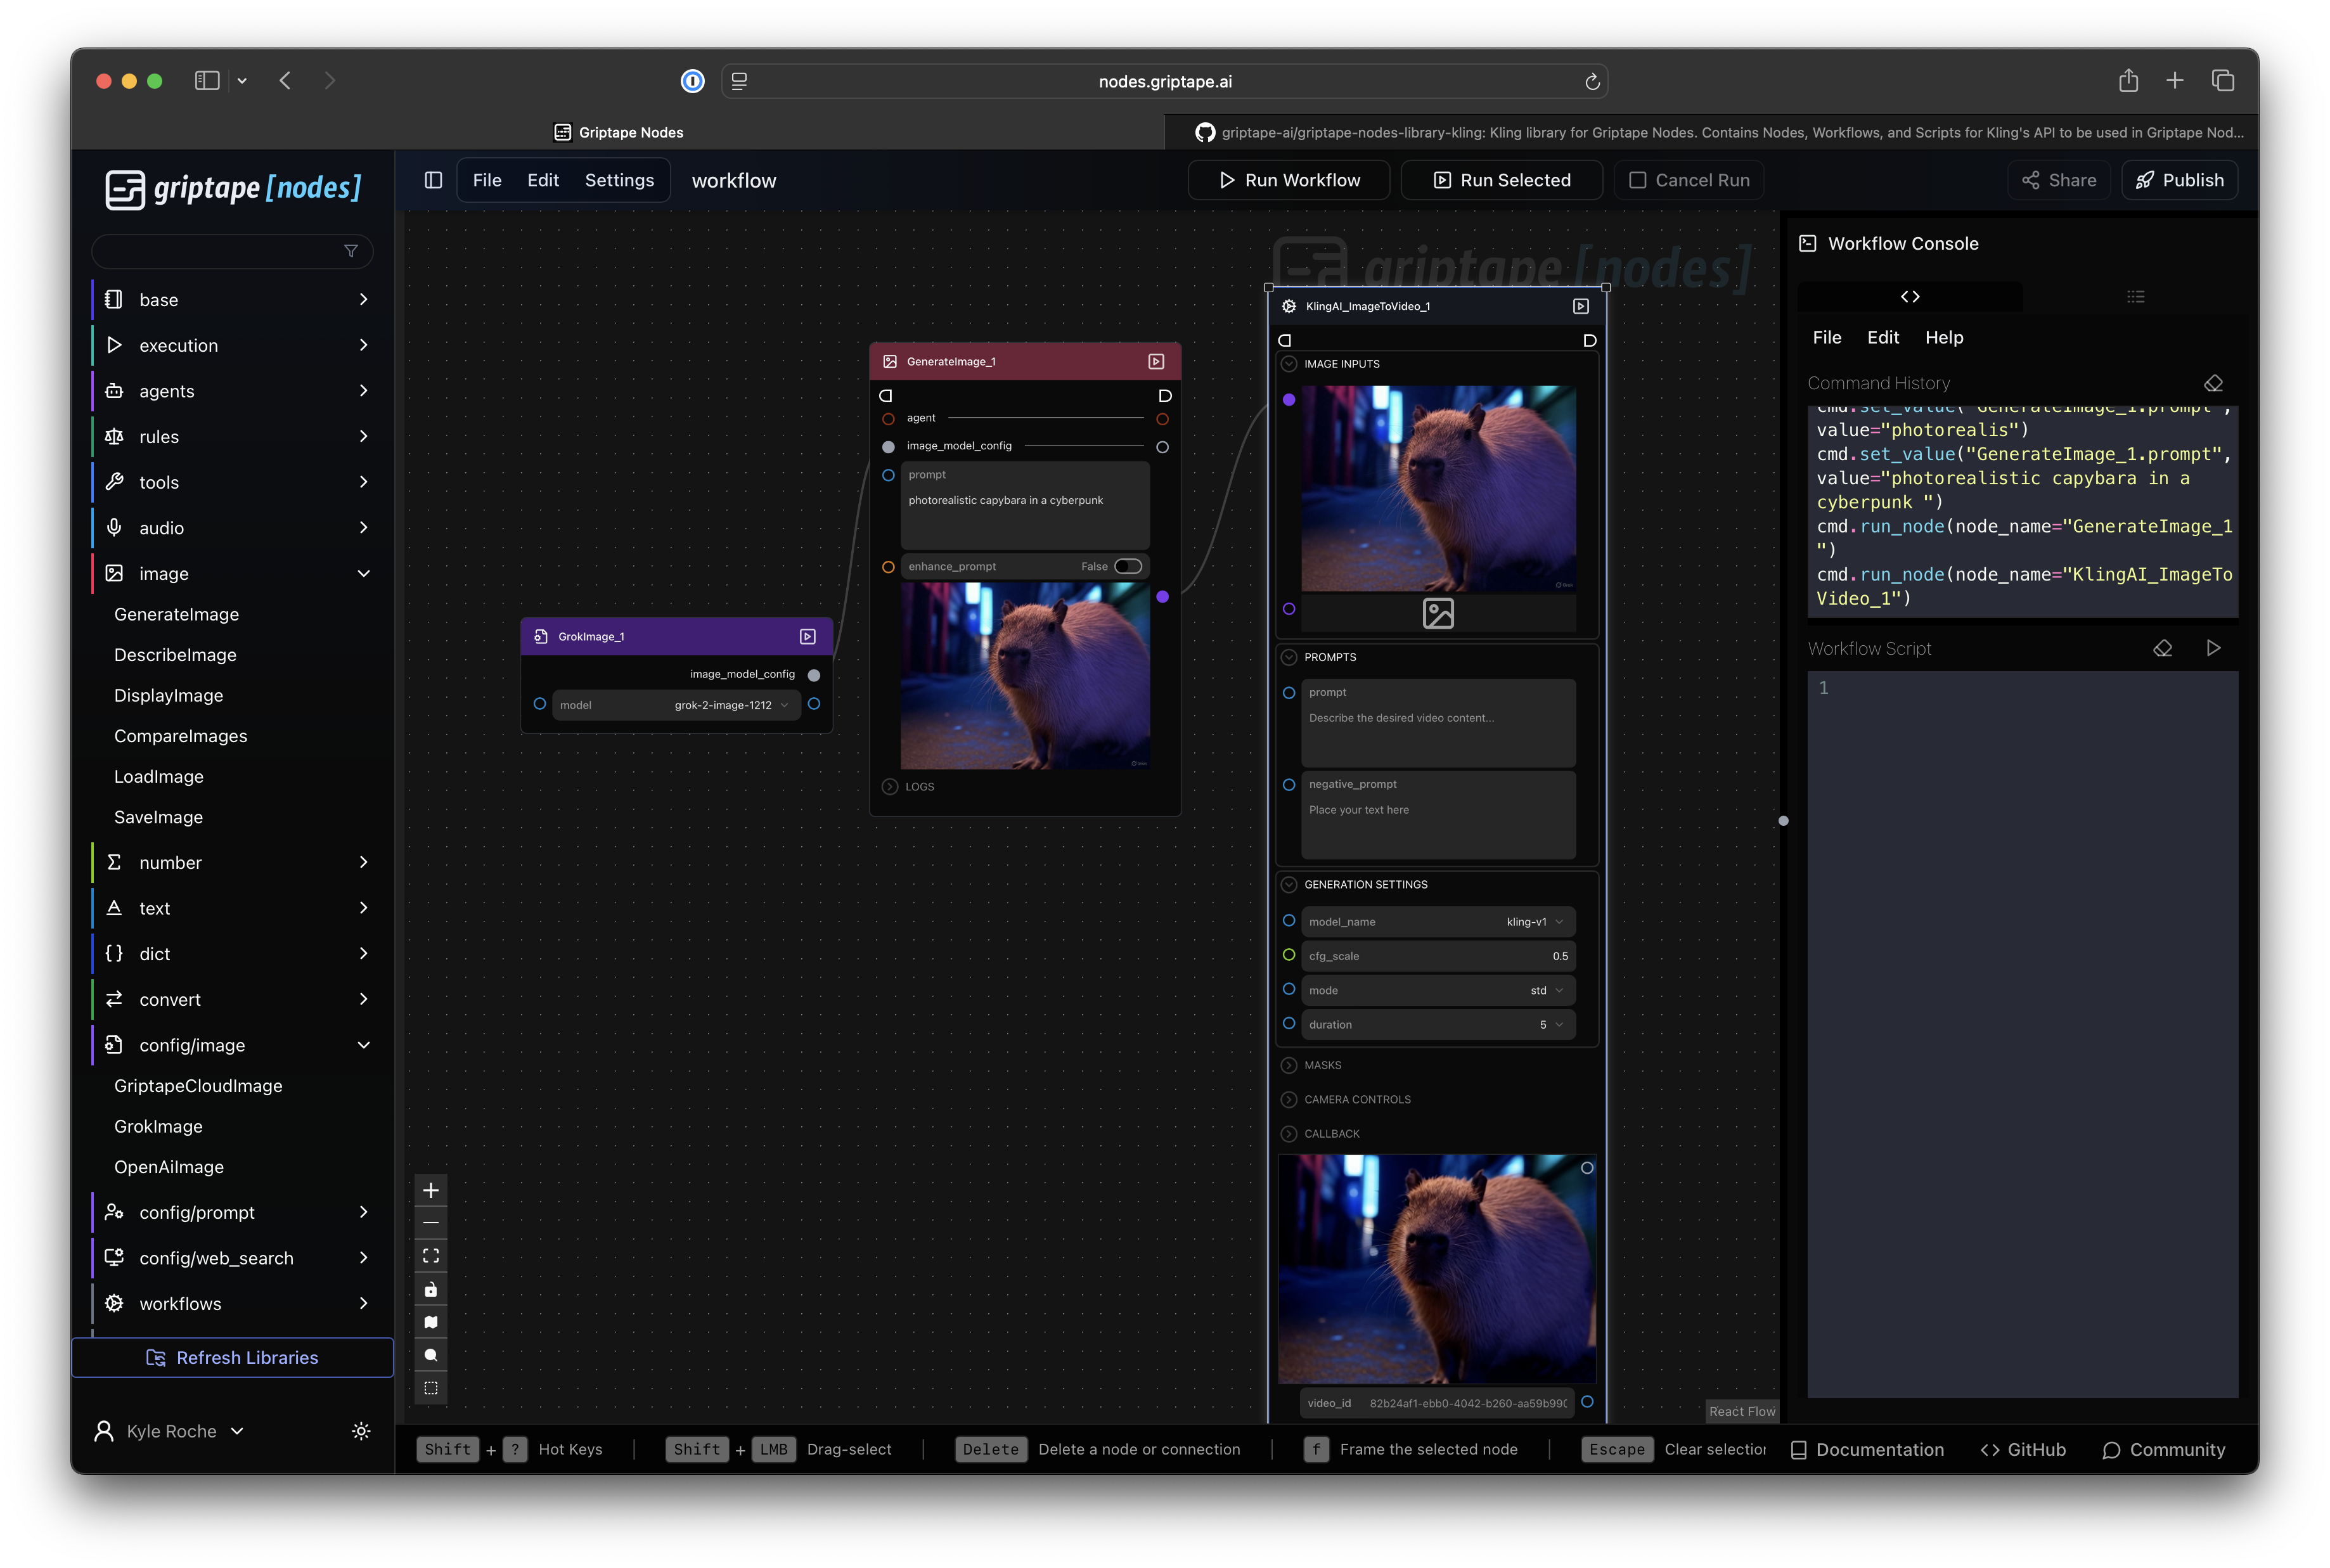 nodes.griptape.ai
Griptape Nodes
griptape-ai/griptape-nodes-library-kling: Kling library for Griptape Nodes. Contains Nodes, Workflows, and Scripts for Kling's API to be used in Griptape Nod...
griptape [nodes]
File Edit Settings workflow
Run Workflow
Run Selected
Cancel Run
Share
Publish
base
execution
agents
rules
tools
audio
image
GenerateImage
DescribeImage
DisplayImage
CompareImages
LoadImage
SaveImage
number
text
dict
convert
config/image
GriptapeCloudImage
GrokImage
OpenAiImage
config/prompt
config/web_search
workflows
Refresh Libraries
Kyle Roche
GrokImage_1
image_model_config
model grok-2-image-1212
GenerateImage_1
agent
image_model_config
prompt
photorealistic capybara in a cyberpunk
enhance_prompt False
LOGS
griptape [nodes]
KlingAI_ImageToVideo_1
IMAGE INPUTS
PROMPTS
prompt
Describe the desired video content...
negative_prompt
Place your text here
GENERATION SETTINGS
model_name kling-v1
cfg_scale 0.5
mode std
duration 5
MASKS
CAMERA CONTROLS
CALLBACK
video_id 82b24af1-ebb0-4042-b260-aa59b990
React Flow
Workflow Console
File Edit Help
Command History
cmd.set_value("GenerateImage_1.prompt",
value="photorealis")
cmd.set_value("GenerateImage_1.prompt",
value="photorealistic capybara in a
cyberpunk ")
cmd.run_node(node_name="GenerateImage_1
")
cmd.run_node(node_name="KlingAI_ImageTo
Video_1")
Workflow Script
1
Shift + ? Hot Keys
Shift + LMB Drag-select
Delete Delete a node or connection
f Frame the selected node
Escape Clear selection
Documentation
GitHub
Community